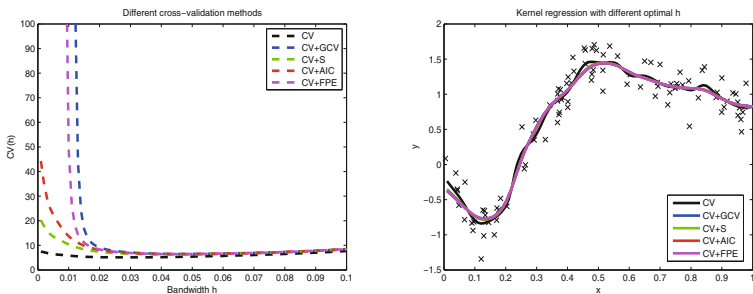 Different cross−validation methods
100
90
80
70
60
50
40
30
20
10
0
CV(h)
0
0.01
0.02
0.03
0.04
0.05
0.06
0.07
0.08
0.09
0.1
Bandwidth h
CV
CV+GCV
CV+S
CV+AIC
CV+FPE
Kernel regression with different optimal h
2
1.5
1
0.5
0
−0.5
−1
−1.5
y
0
0.1
0.2
0.3
0.4
0.5
0.6
0.7
0.8
0.9
1
x
CV
CV+GCV
CV+S
CV+AIC
CV+FPE